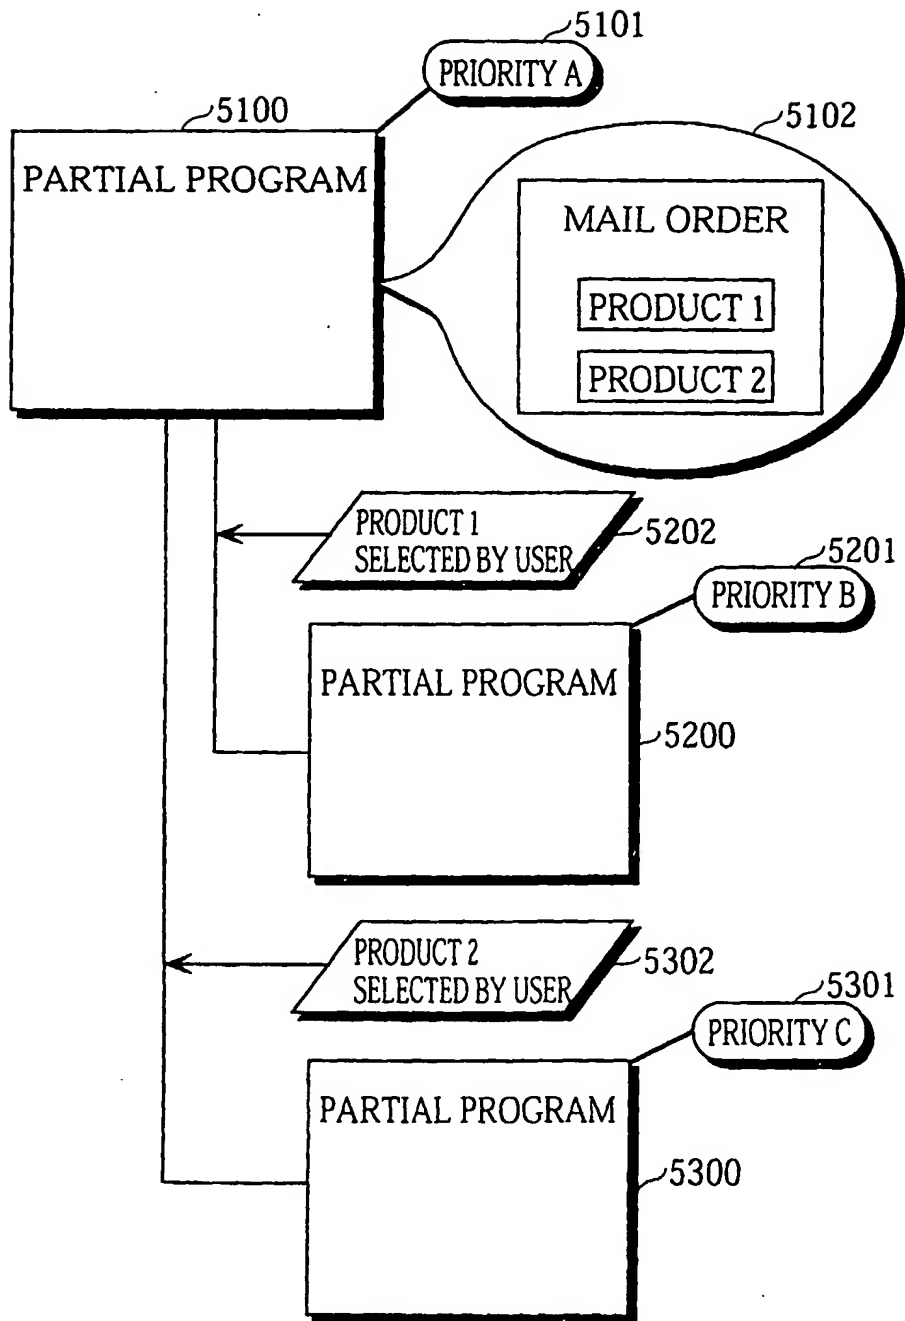 5101
PRIORITY A
5100
5102
PARTIAL PROGRAM
MAIL ORDER
PRODUCT 1
PRODUCT 2
PRODUCT 1
SELECTED BY USER
5202
5201
PRIORITY B
PARTIAL PROGRAM
5200
PRODUCT 2
SELECTED BY USER
5302
5301
PRIORITY C
PARTIAL PROGRAM
5300